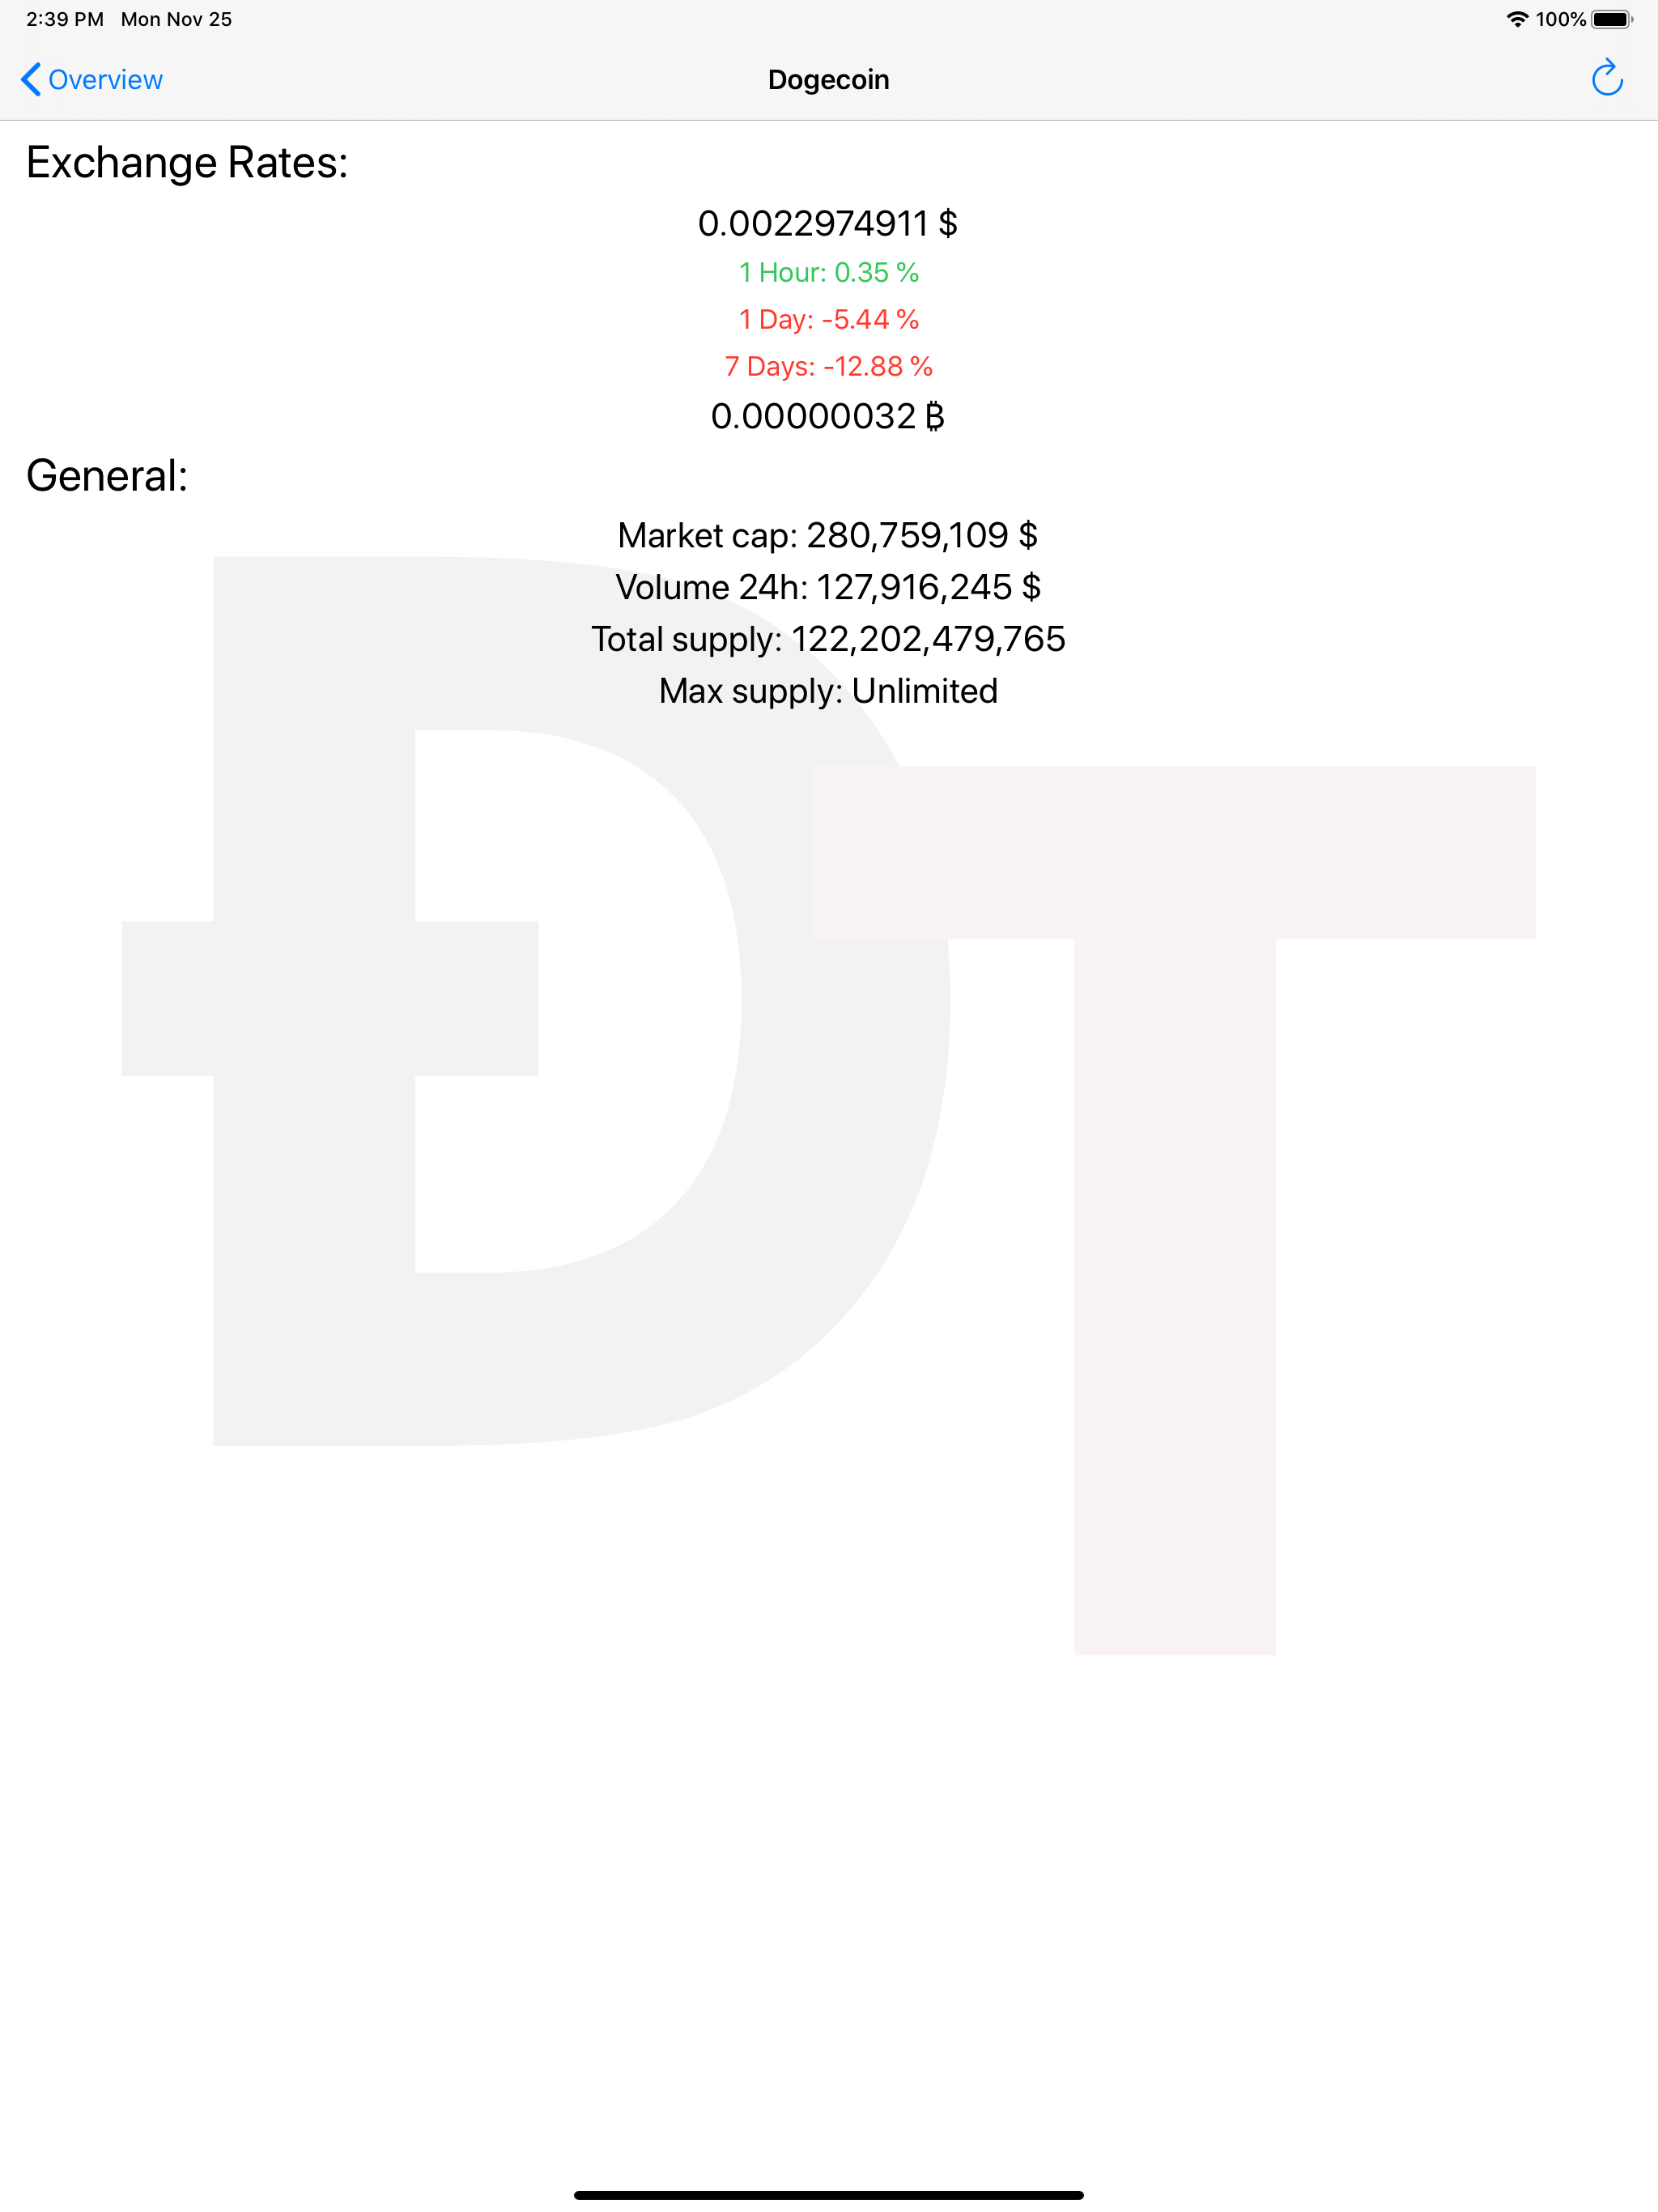 2:39 PM Mon Nov 25
100%
Overview
Dogecoin
Exchange Rates:
0.0022974911 $
1 Hour: 0.35 %
1 Day: -5.44 %
7 Days: -12.88 %
0.00000032 ₿
General:
Market cap: 280,759,109 $
Volume 24h: 127,916,245 $
Total supply: 122,202,479,765
Max supply: Unlimited
ÐT